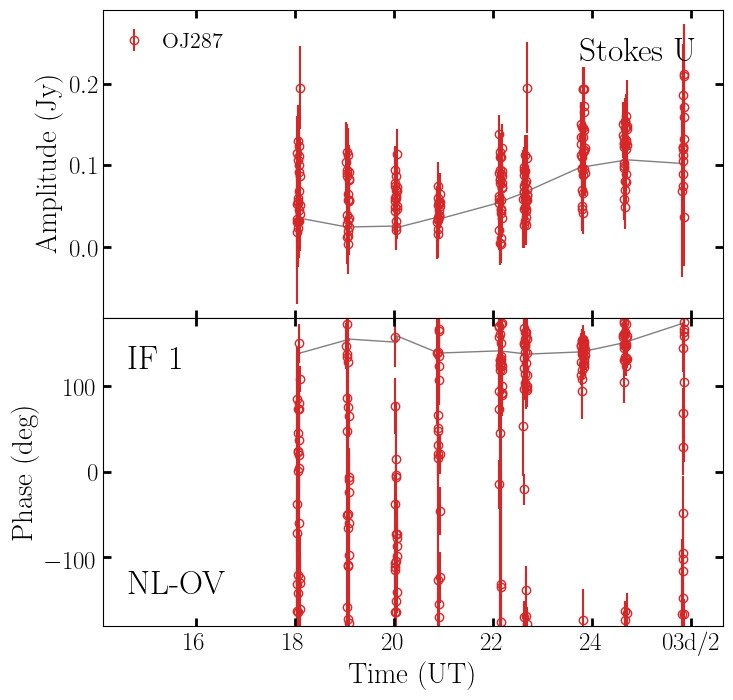 OJ287
Stokes U
Amplitude (Jy)
0.2
0.1
0.0
IF 1
NL-OV
Phase (deg)
100
0
−100
16
18
20
22
24
03d/2
Time (UT)